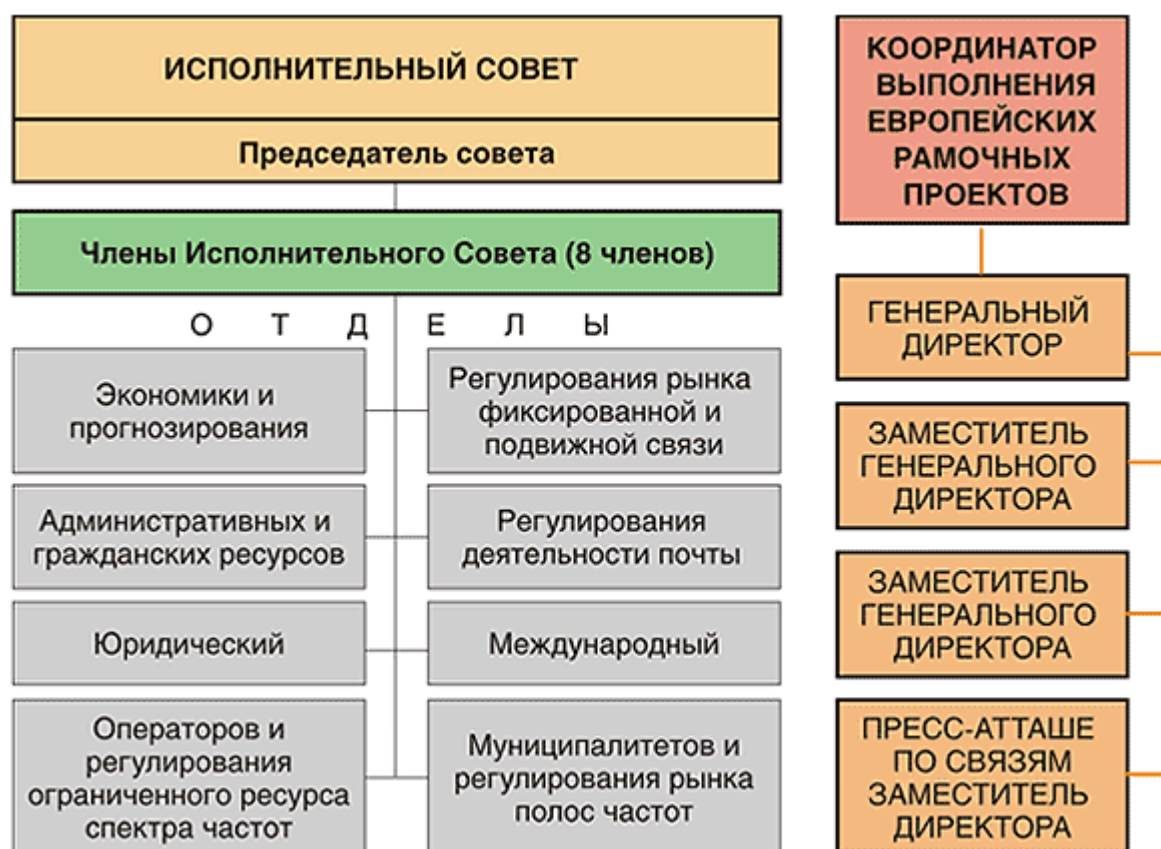 ИСПОЛНИТЕЛЬНЫЙ СОВЕТ
Председатель совета
Члены Исполнительного Совета (8 членов)
О Т Д Е Л Ы
Экономики и
прогнозирования
Регулирования рынка
фиксированной и
подвижной связи
Административных и
гражданских ресурсов
Регулирования
деятельности почты
Юридический
Международный
Операторов и
регулирования
ограниченного ресурса
спектра частот
Муниципалитетов и
регулирования рынка
полос частот
КООРДИНАТОР
ВЫПОЛНЕНИЯ
ЕВРОПЕЙСКИХ
РАМОЧНЫХ
ПРОЕКТОВ
ГЕНЕРАЛЬНЫЙ
ДИРЕКТОР
ЗАМЕСТИТЕЛЬ
ГЕНЕРАЛЬНОГО
ДИРЕКТОРА
ЗАМЕСТИТЕЛЬ
ГЕНЕРАЛЬНОГО
ДИРЕКТОРА
ПРЕСС-АТТАШЕ
ПО СВЯЗЯМ
ЗАМЕСТИТЕЛЬ
ДИРЕКТОРА